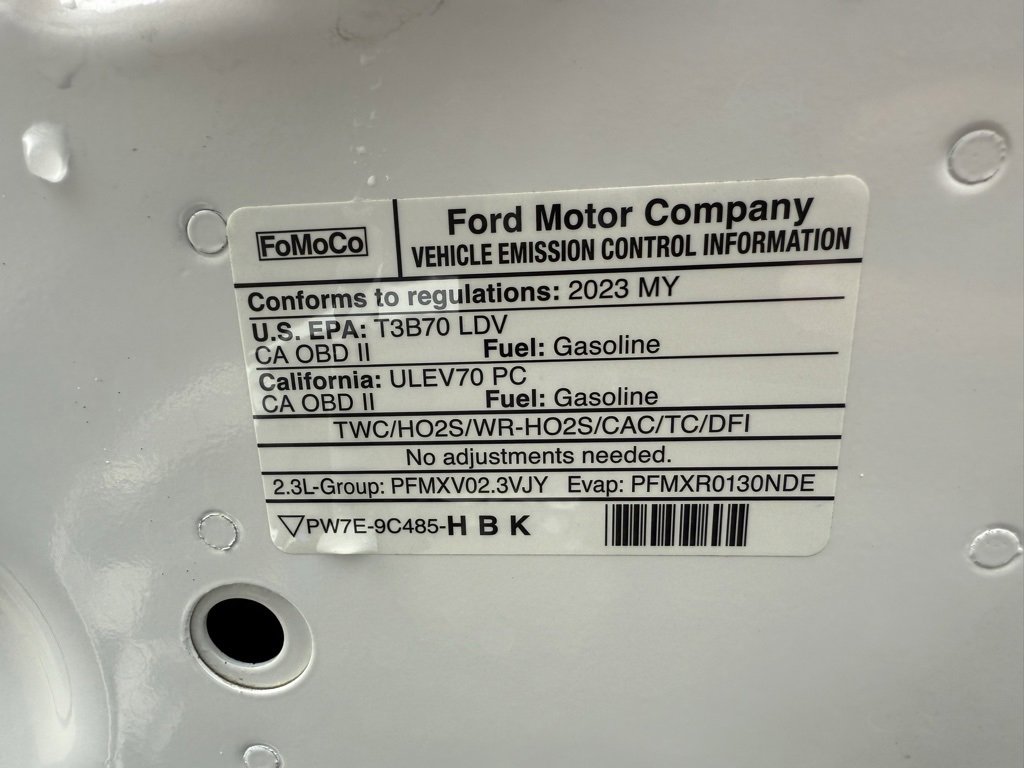 FoMoCo
Ford Motor Company
VEHICLE EMISSION CONTROL INFORMATION
Conforms to regulations: 2023 MY
U.S. EPA: T3B70 LDV
CA OBD II Fuel: Gasoline
California: ULEV70 PC
CA OBD II Fuel: Gasoline
TWC/HO2S/WR-HO2S/CAC/TC/DFI
No adjustments needed.
2.3L-Group: PFMXV02.3VJY Evap: PFMXR0130NDE
PW7E-9C485-HBK